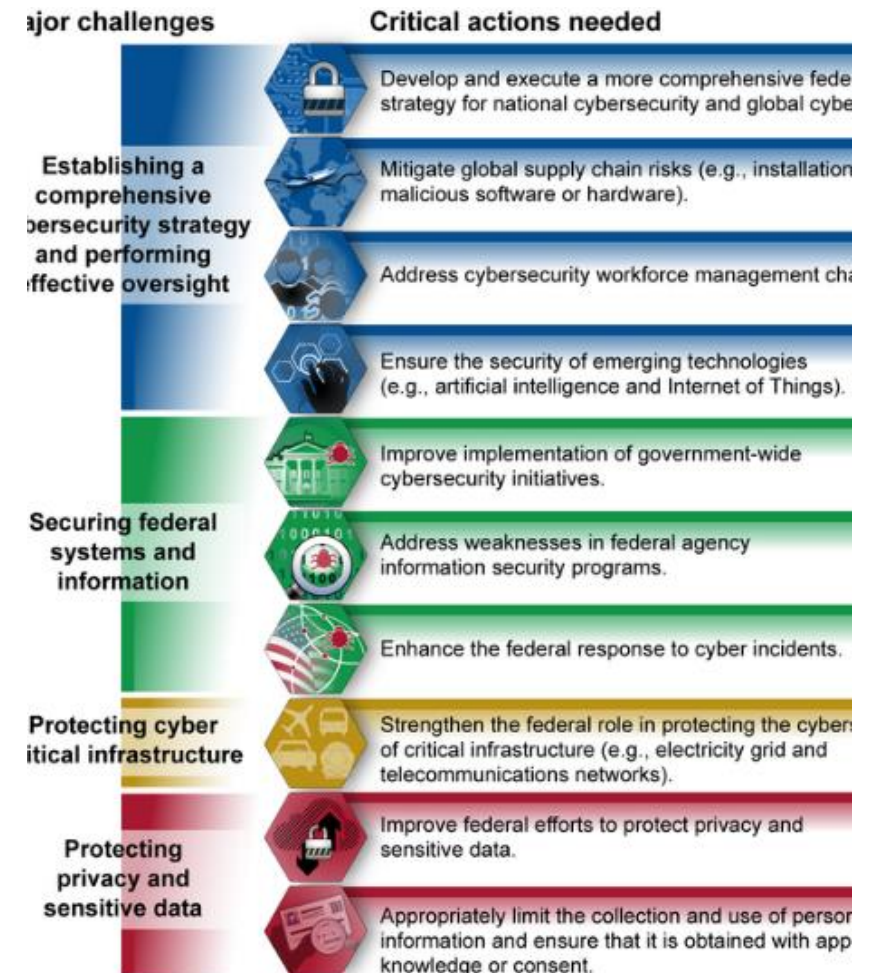 ajor challenges
Critical actions needed
Establishing a
comprehensive
bersecurity strategy
and performing
ffective oversight
Develop and execute a more comprehensive fede
strategy for national cybersecurity and global cybe
Mitigate global supply chain risks (e.g., installation
malicious software or hardware).
Address cybersecurity workforce management cha
Ensure the security of emerging technologies
(e.g., artificial intelligence and Internet of Things).
Securing federal
systems and
information
Improve implementation of government-wide
cybersecurity initiatives.
Address weaknesses in federal agency
information security programs.
Enhance the federal response to cyber incidents.
Protecting cyber
itical infrastructure
Strengthen the federal role in protecting the cybers
of critical infrastructure (e.g., electricity grid and
telecommunications networks).
Protecting
privacy and
sensitive data
Improve federal efforts to protect privacy and
sensitive data.
Appropriately limit the collection and use of person
information and ensure that it is obtained with app
knowledge or consent.